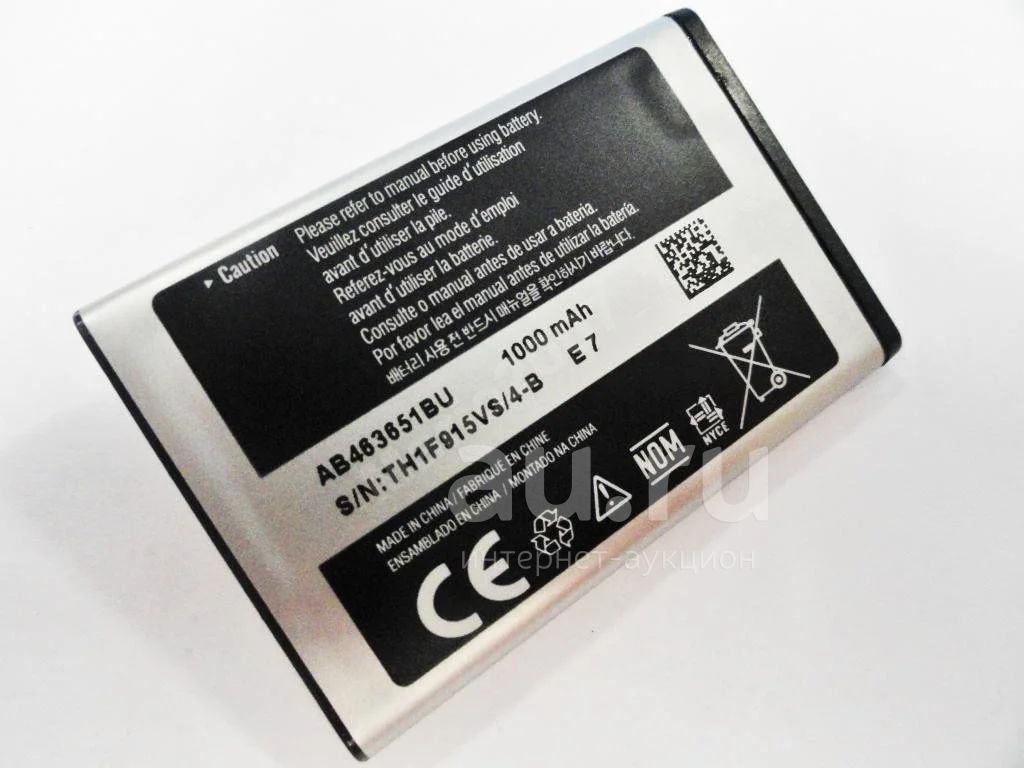 Caution
Please refer to manual before using battery.
Veuillez consulter le guide d'utilisation
avant d'utiliser la pile.
Referez-vous au mode d'emploi
avant d'utiliser la batterie.
Consulte o manual antes de usar a bateria.
Por favor lea el manual antes de utilizar la batería.
배터리 사용 전 반드시 매뉴얼을 확인하시기 바랍니다.
AB463651BU 1000 mAh
S/N:TH1F915VS/4-B E 7
MADE IN CHINA / FABRIQUÉ EN CHINE
ENSAMBLADO EN CHINA / MONTADO NA CHINA
CE
NOM
NYCE
au.ru
интернет-аукцион